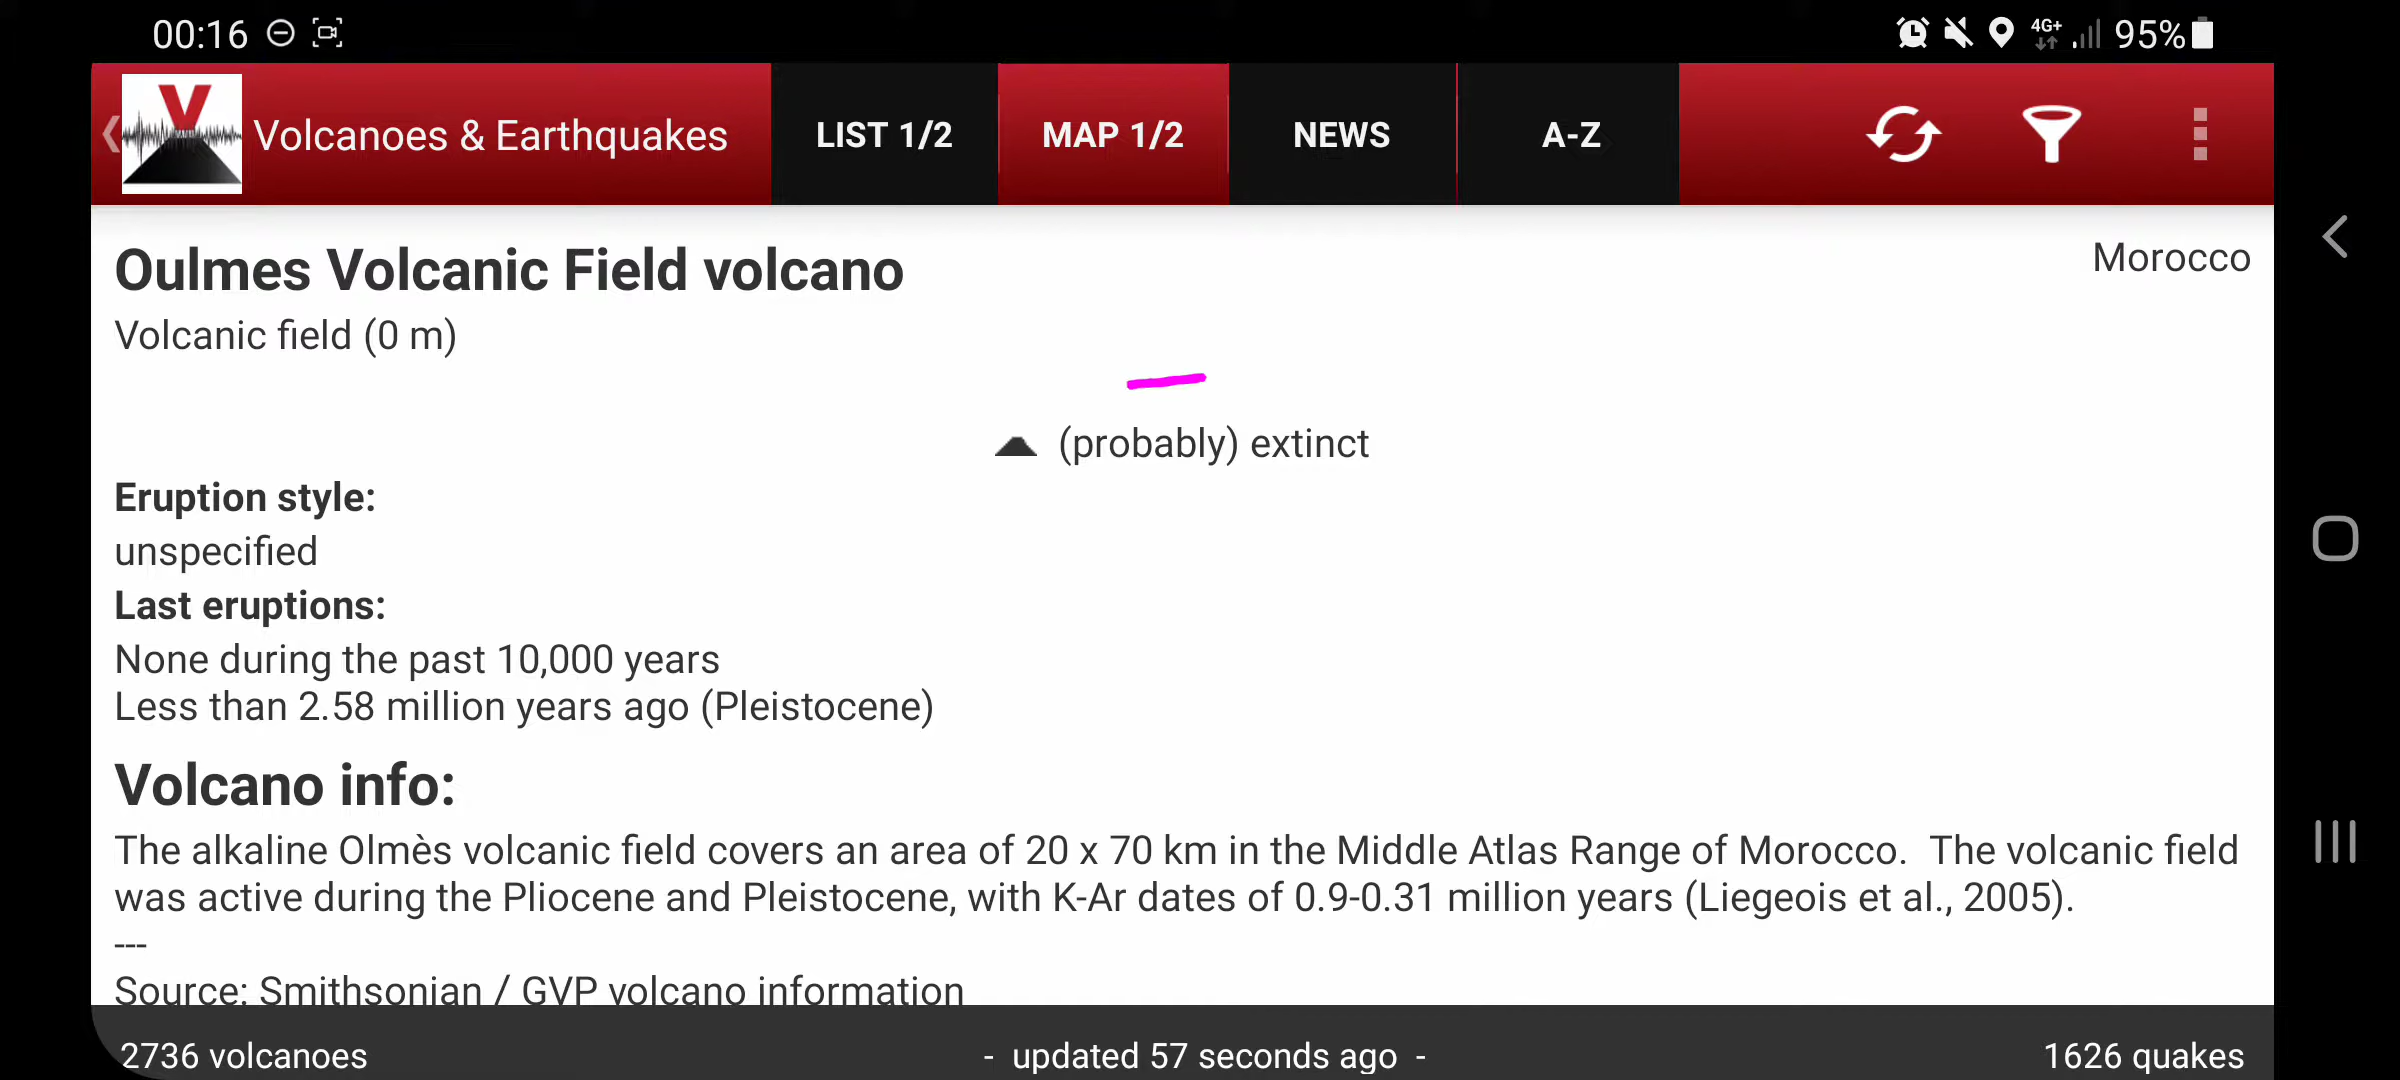 00:16
4G+ 95%
V
Volcanoes & Earthquakes LIST 1/2 MAP 1/2 NEWS A-Z
Oulmes Volcanic Field volcano
Morocco
Volcanic field (0 m)
(probably) extinct
Eruption style:
unspecified
Last eruptions:
None during the past 10,000 years
Less than 2.58 million years ago (Pleistocene)
Volcano info:
The alkaline Olmès volcanic field covers an area of 20 x 70 km in the Middle Atlas Range of Morocco. The volcanic field
was active during the Pliocene and Pleistocene, with K-Ar dates of 0.9-0.31 million years (Liegeois et al., 2005).
---
Source: Smithsonian / GVP volcano information
2736 volcanoes - updated 57 seconds ago - 1626 quakes